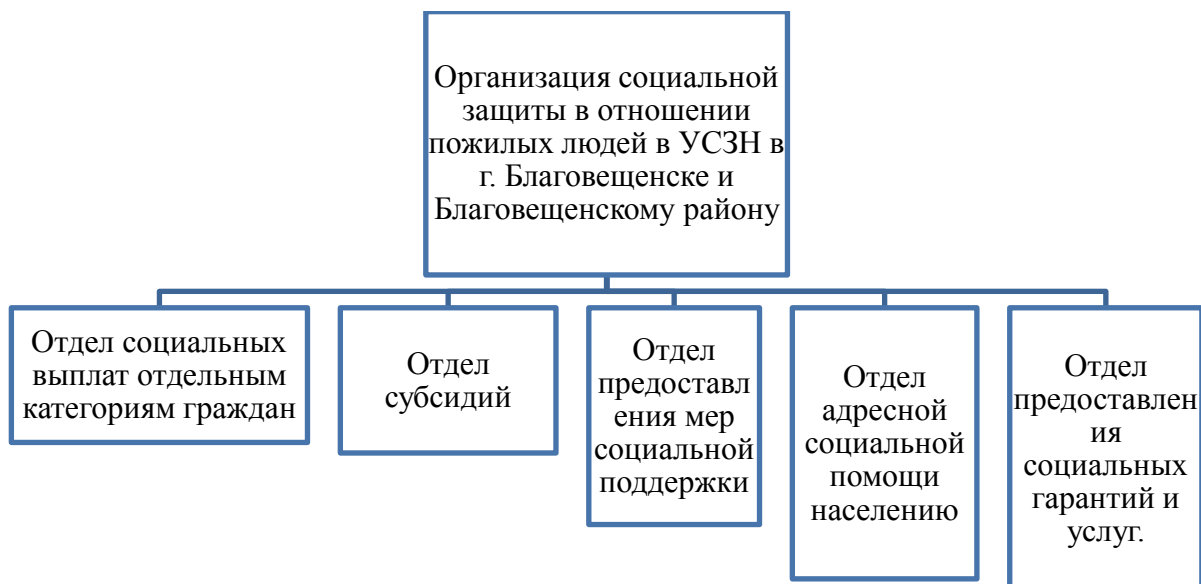 Организация социальной
защиты в отношении
пожилых людей в УСЗН в
г. Благовещенске и
Благовещенскому району
Отдел социальных
выплат отдельным
категориям граждан
Отдел
субсидий
Отдел
предоставл
ения мер
социальной
поддержки
Отдел
адресной
социальной
помощи
населению
Отдел
предоставлен
ия
социальных
гарантий и
услуг.